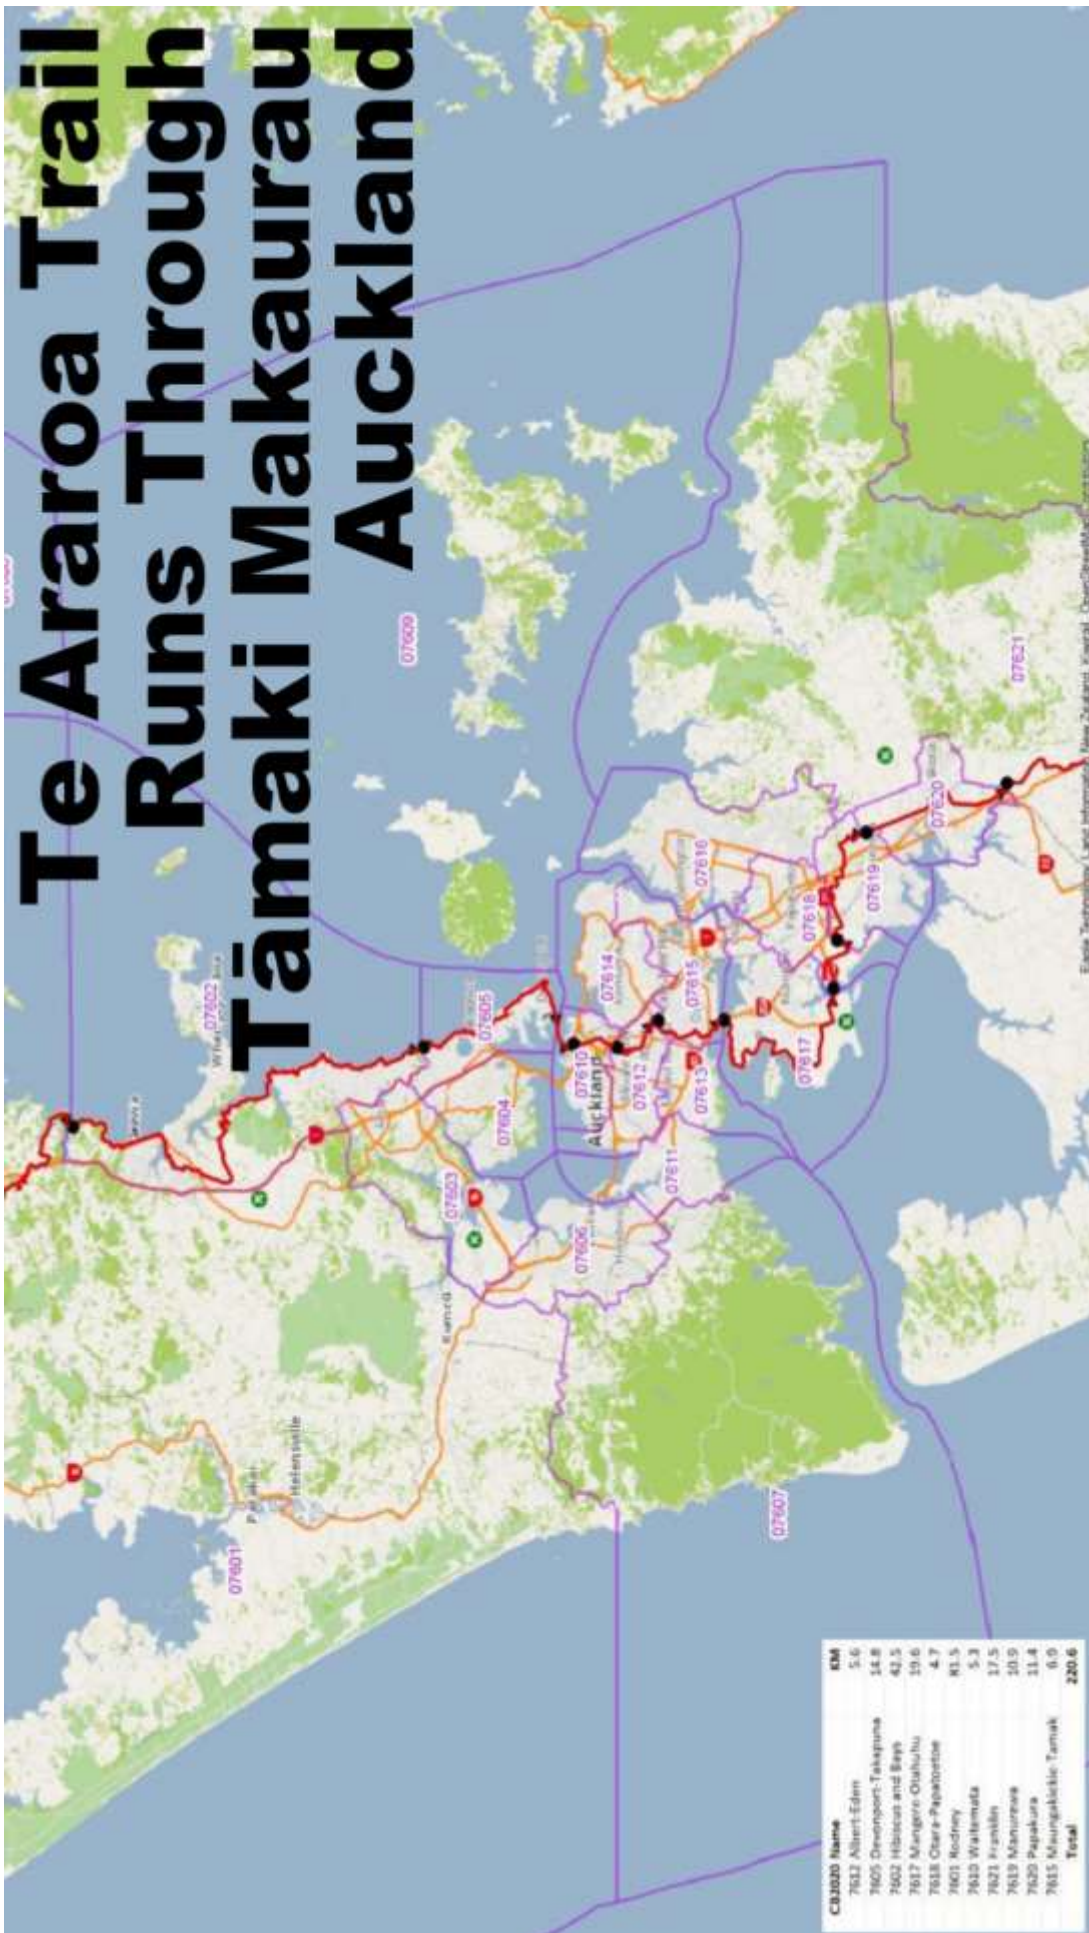 Te Araroa Trail
Runs Through
Tāmaki Makaurau
Auckland
07609
07602
07605
07601
Helensville
07603
07604
07606
07607
07610
Auckland
07611
07612
07613
07614
07615
07616
07617
07618
07619
07620
07621
CB2020 Name KM
7612 Albert-Eden 5.6
7605 Devonport-Takapuna 14.8
7602 Hibiscus and Bays 42.5
7617 Mangere-Otahuhu 19.6
7618 Otara-Papatoetoe 4.7
7601 Rodney 81.5
7610 Waitemata 5.3
7621 Franklin 17.5
7619 Manurewa 10.9
7620 Papakura 11.4
7615 Maungakiekie-Tamak 6.9
Total 220.6